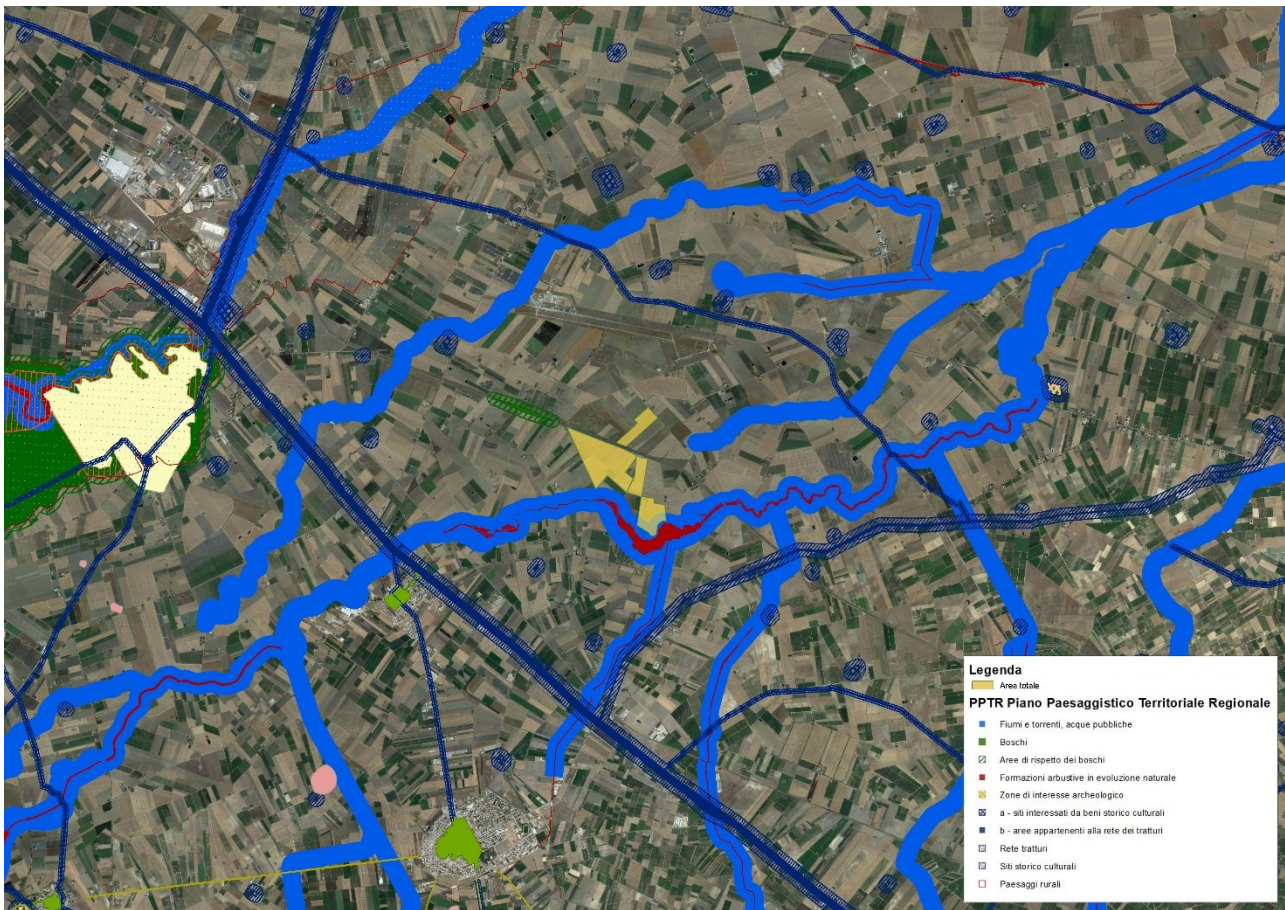 Legenda
Area totale
PPTR Piano Paesaggistico Territoriale Regionale
Fiumi e torrenti, acque pubbliche
Boschi
Aree di rispetto dei boschi
Formazioni arbustive in evoluzione naturale
Zone di interesse archeologico
a - siti interessati da beni storico culturali
b - aree appartenenti alla rete dei tratturi
Rete tratturi
Siti storico culturali
Paesaggi rurali